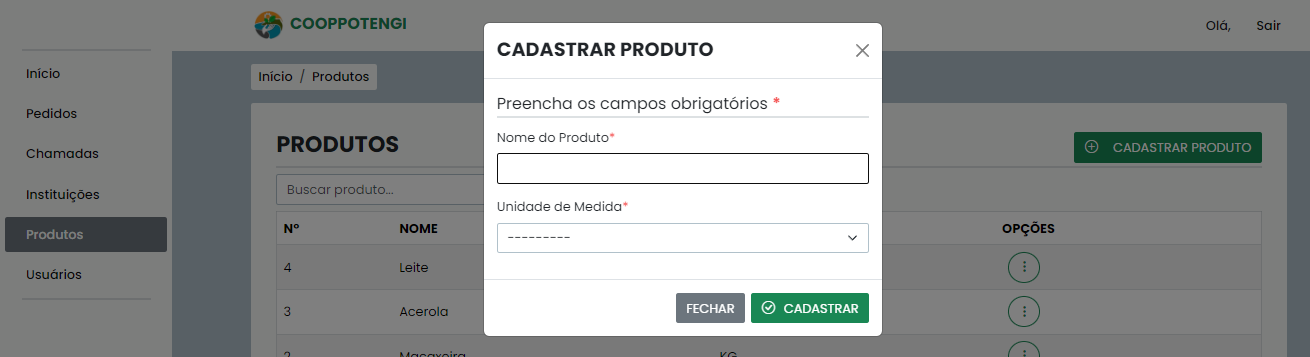 COOPPOTENGI
Olá,
Sair
Início
Pedidos
Chamadas
Instituições
Produtos
Usuários
Início / Produtos
PRODUTOS
CADASTRAR PRODUTO
Buscar produto...
Nº NOME OPÇÕES
4 Leite
3 Acerola
2 Macaxeira KG
CADASTRAR PRODUTO
Preencha os campos obrigatórios *
Nome do Produto*
Unidade de Medida*
---------
FECHAR
CADASTRAR